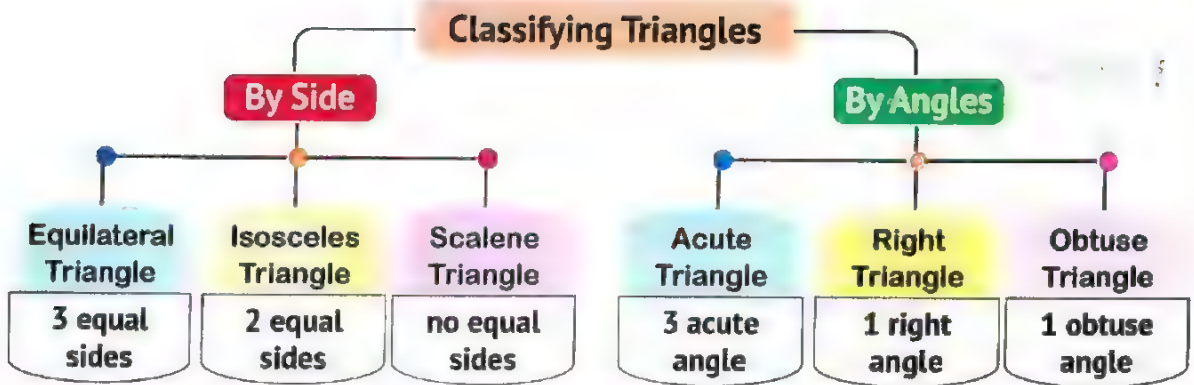 Classifying Triangles
By Side
By Angles
Equilateral
Triangle
3 equal
sides
Isosceles
Triangle
2 equal
sides
Scalene
Triangle
no equal
sides
Acute
Triangle
3 acute
angle
Right
Triangle
1 right
angle
Obtuse
Triangle
1 obtuse
angle